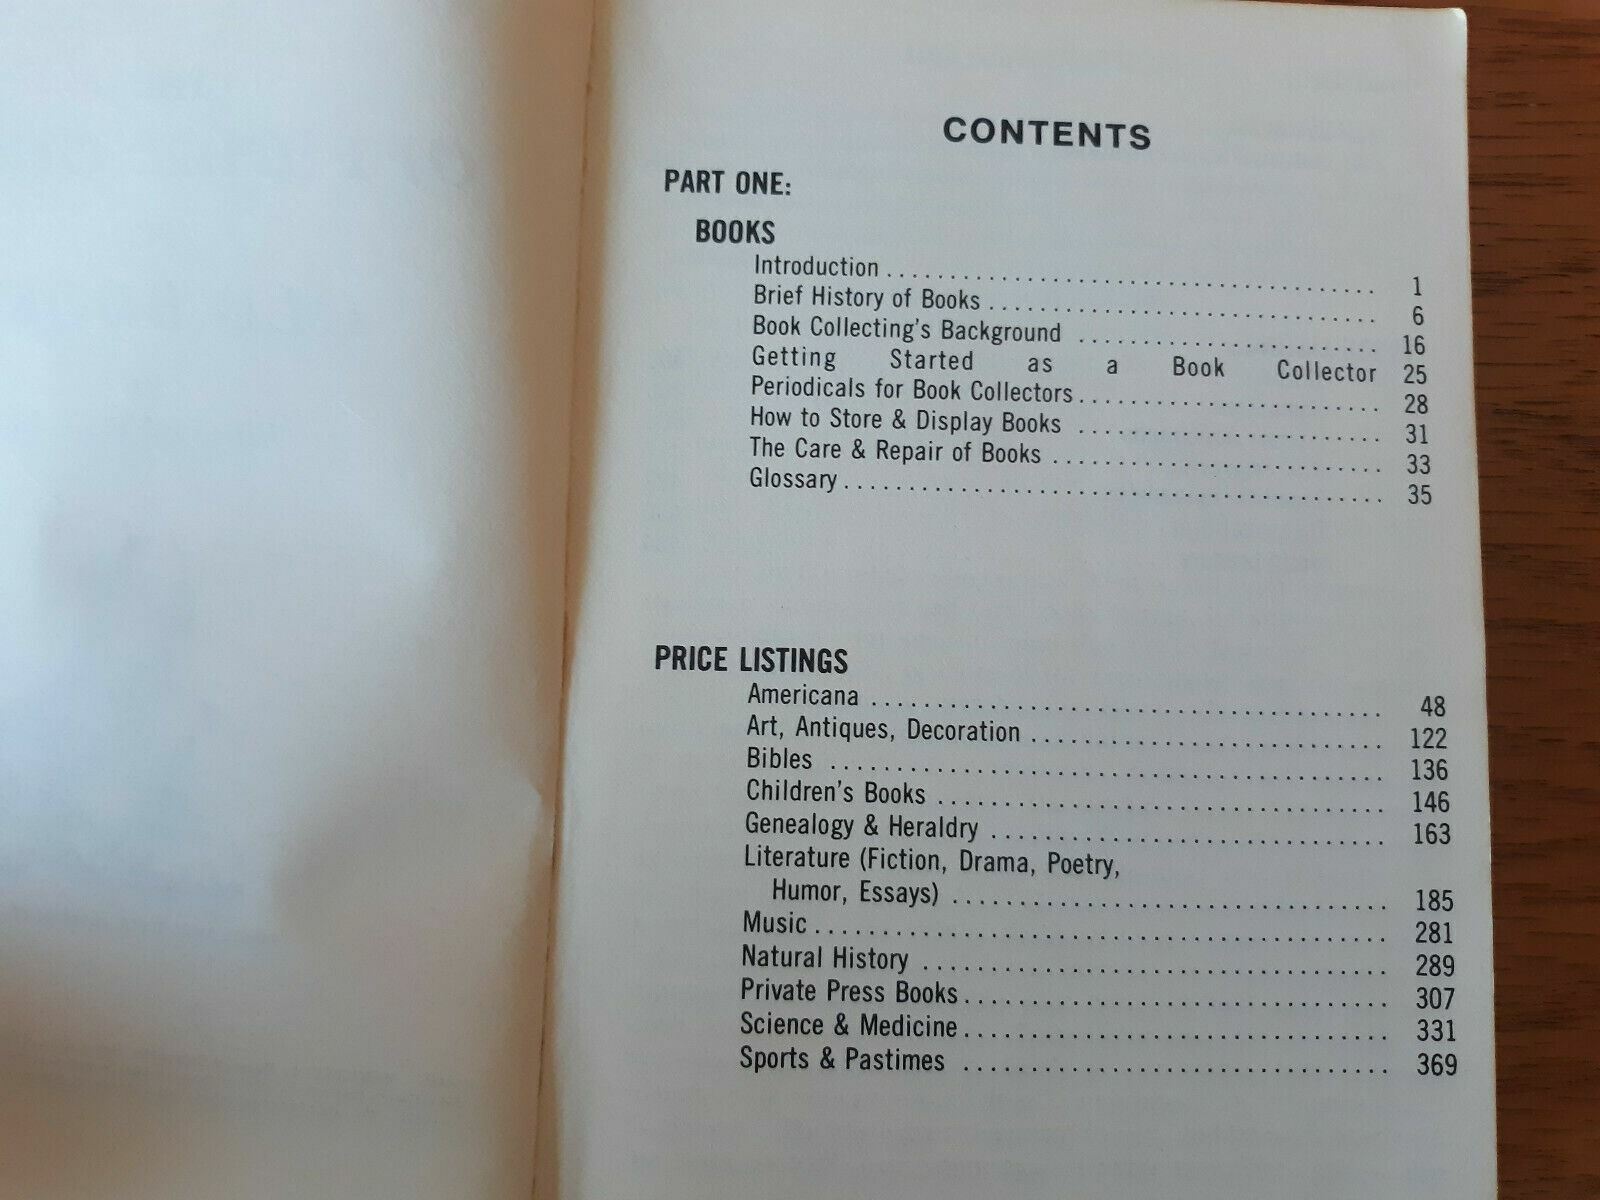 CONTENTS
PART ONE:
BOOKS
Introduction ........................................ 1
Brief History of Books ................................ 6
Book Collecting's Background ........................ 16
Getting Started as a Book Collector 25
Periodicals for Book Collectors ........................ 28
How to Store & Display Books ........................ 31
The Care & Repair of Books .......................... 33
Glossary .......................................... 35
PRICE LISTINGS
Americana ........................................ 48
Art, Antiques, Decoration ............................ 122
Bibles ............................................ 136
Children's Books .................................. 146
Genealogy & Heraldry .............................. 163
Literature (Fiction, Drama, Poetry,
Humor, Essays) .................................. 185
Music ............................................ 281
Natural History .................................... 289
Private Press Books ................................ 307
Science & Medicine ................................ 331
Sports & Pastimes ................................ 369